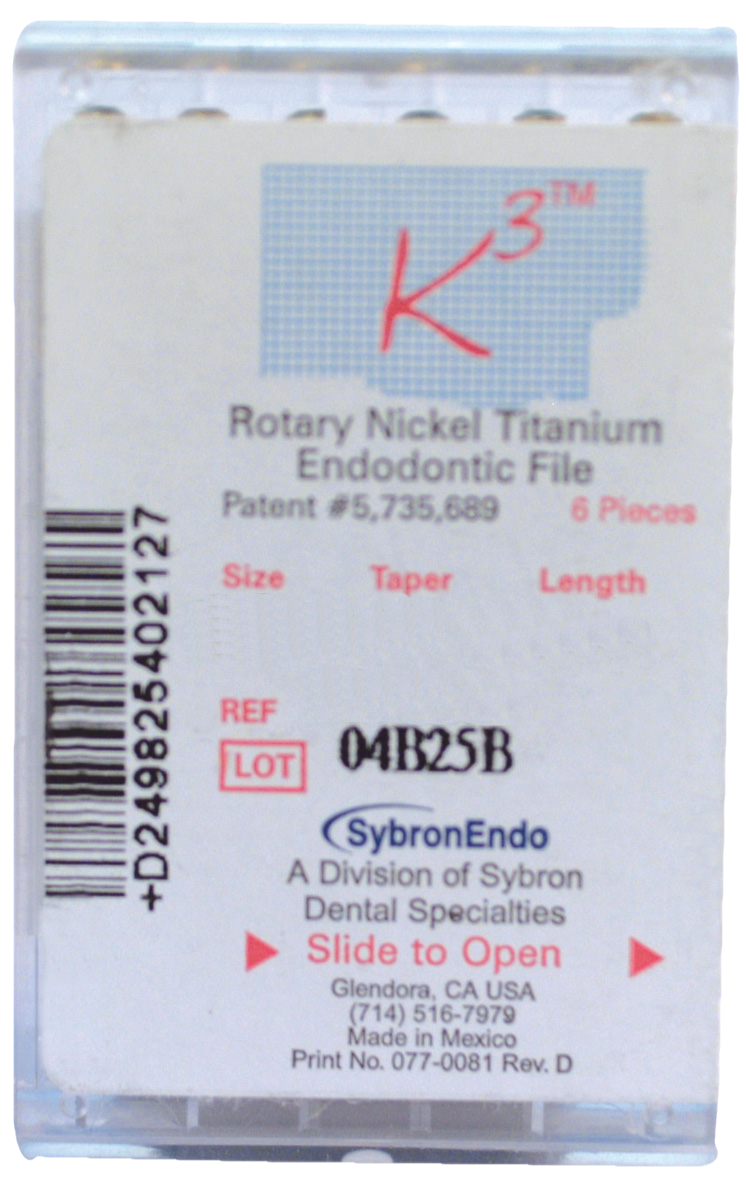 K3™
Rotary Nickel Titanium
Endodontic File
Patent #5,735,689 6 Pieces
Size Taper Length
REF
LOT 04B25B
SybronEndo
A Division of Sybron
Dental Specialties
Slide to Open
Glendora, CA USA
(714) 516-7979
Made in Mexico
Print No. 077-0081 Rev. D
+D249825402127